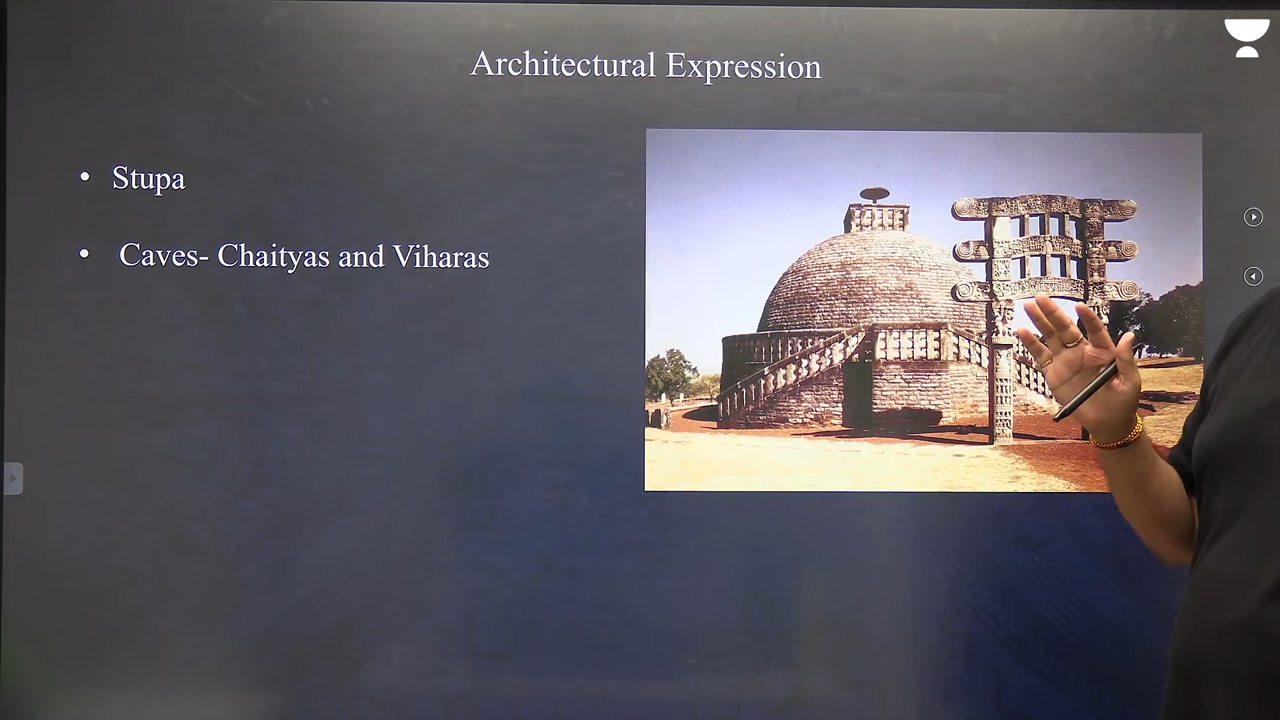 Architectural Expression
• Stupa
• Caves- Chaityas and Viharas